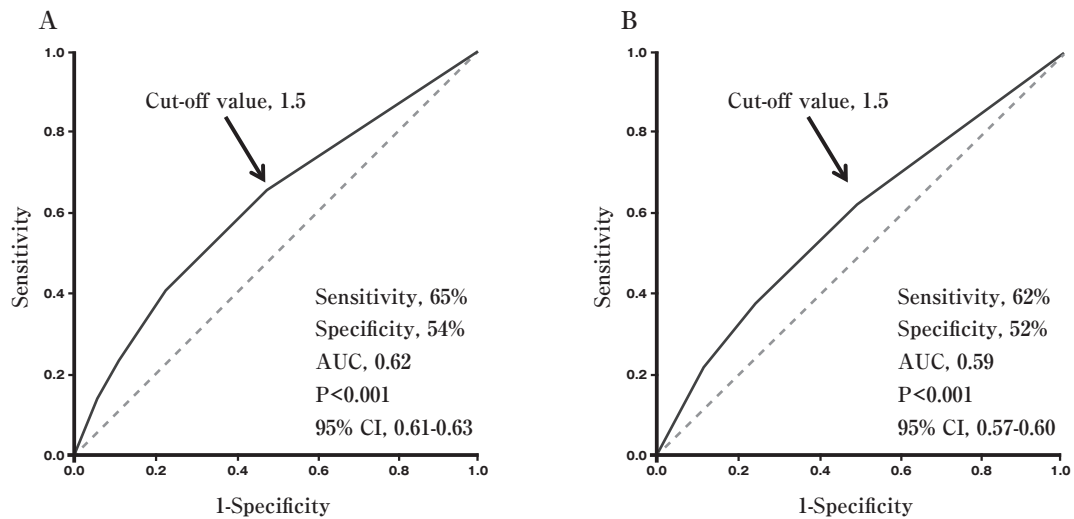 A
1.0
0.8
0.6
0.4
0.2
0.0
Sensitivity
Cut-off value, 1.5
Sensitivity, 65%
Specificity, 54%
AUC, 0.62
P<0.001
95% CI, 0.61-0.63
0.0 0.2 0.4 0.6 0.8 1.0
1-Specificity
B
1.0
0.8
0.6
0.4
0.2
0.0
Sensitivity
Cut-off value, 1.5
Sensitivity, 62%
Specificity, 52%
AUC, 0.59
P<0.001
95% CI, 0.57-0.60
0.0 0.2 0.4 0.6 0.8 1.0
1-Specificity